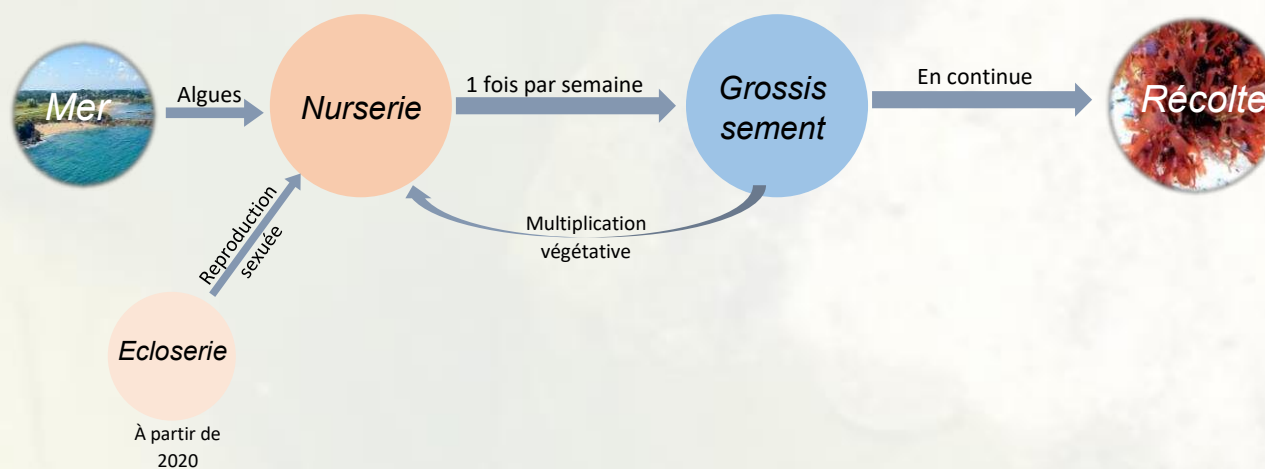 Mer
Algues
Nurserie
1 fois par semaine
Grossis
sement
En continue
Récolte
Multiplication
végétative
Reproduction
sexuée
Ecloserie
À partir de
2020